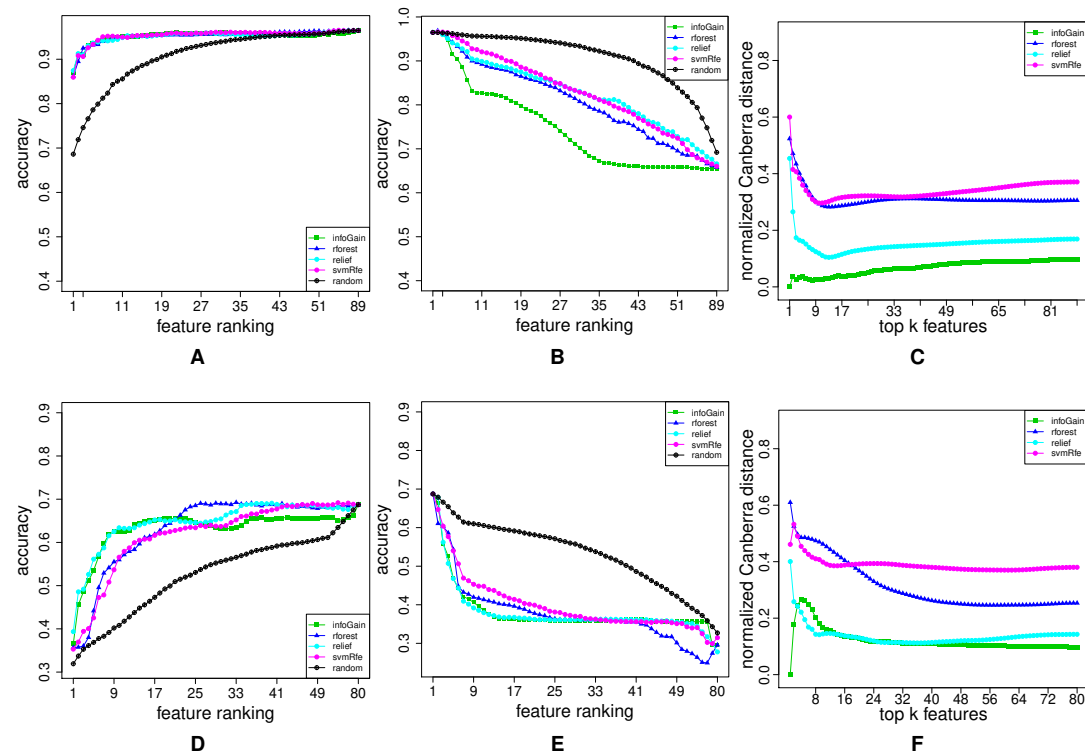 accuracy
0.4 0.5 0.6 0.7 0.8 0.9
infoGain
rforest
relief
svmRfe
random
1 11 19 27 35 43 51 89
feature ranking
A
accuracy
0.4 0.5 0.6 0.7 0.8 0.9 1.0
infoGain
rforest
relief
svmRfe
random
1 11 19 27 35 43 51 89
feature ranking
B
normalized Canberra distance
0.0 0.2 0.4 0.6 0.8
infoGain
rforest
relief
svmRfe
1 9 17 33 49 65 81
top k features
C
accuracy
0.3 0.4 0.5 0.6 0.7 0.8 0.9
infoGain
rforest
relief
svmRfe
random
1 9 17 25 33 41 49 80
feature ranking
D
accuracy
0.3 0.4 0.5 0.6 0.7 0.8 0.9
infoGain
rforest
relief
svmRfe
random
1 9 17 25 33 41 49 80
feature ranking
E
normalized Canberra distance
0.0 0.2 0.4 0.6 0.8
infoGain
rforest
relief
svmRfe
8 16 24 32 40 48 56 64 72 80
top k features
F